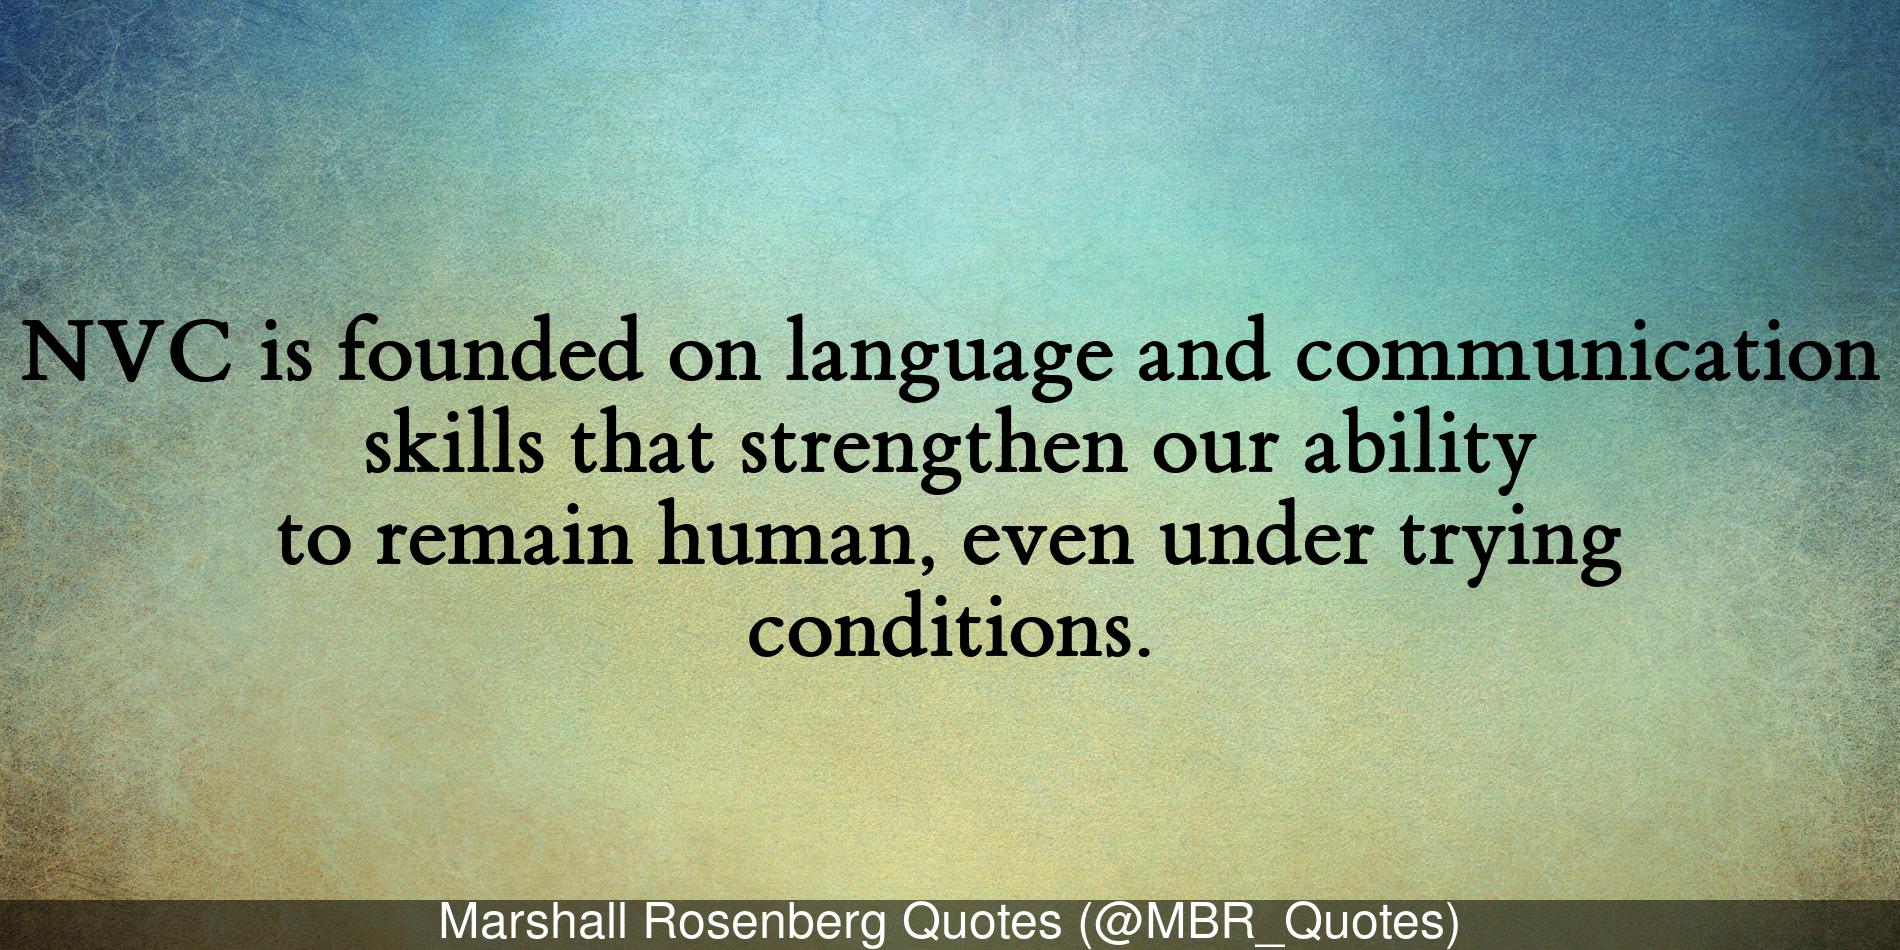 NVC is founded on language and communication
skills that strengthen our ability
to remain human, even under trying
conditions.
Marshall Rosenberg Quotes (@MBR_Quotes)